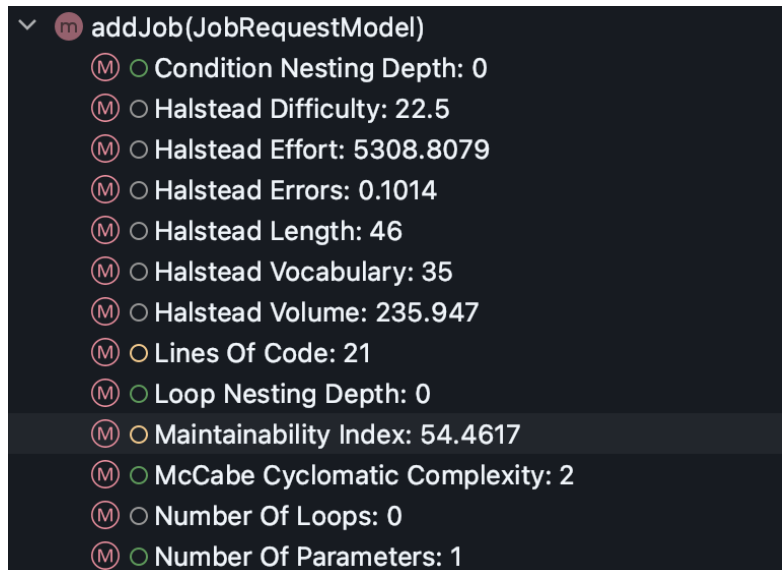 m addJob(JobRequestModel)
M Condition Nesting Depth: 0
M Halstead Difficulty: 22.5
M Halstead Effort: 5308.8079
M Halstead Errors: 0.1014
M Halstead Length: 46
M Halstead Vocabulary: 35
M Halstead Volume: 235.947
M Lines Of Code: 21
M Loop Nesting Depth: 0
M Maintainability Index: 54.4617
M McCabe Cyclomatic Complexity: 2
M Number Of Loops: 0
M Number Of Parameters: 1